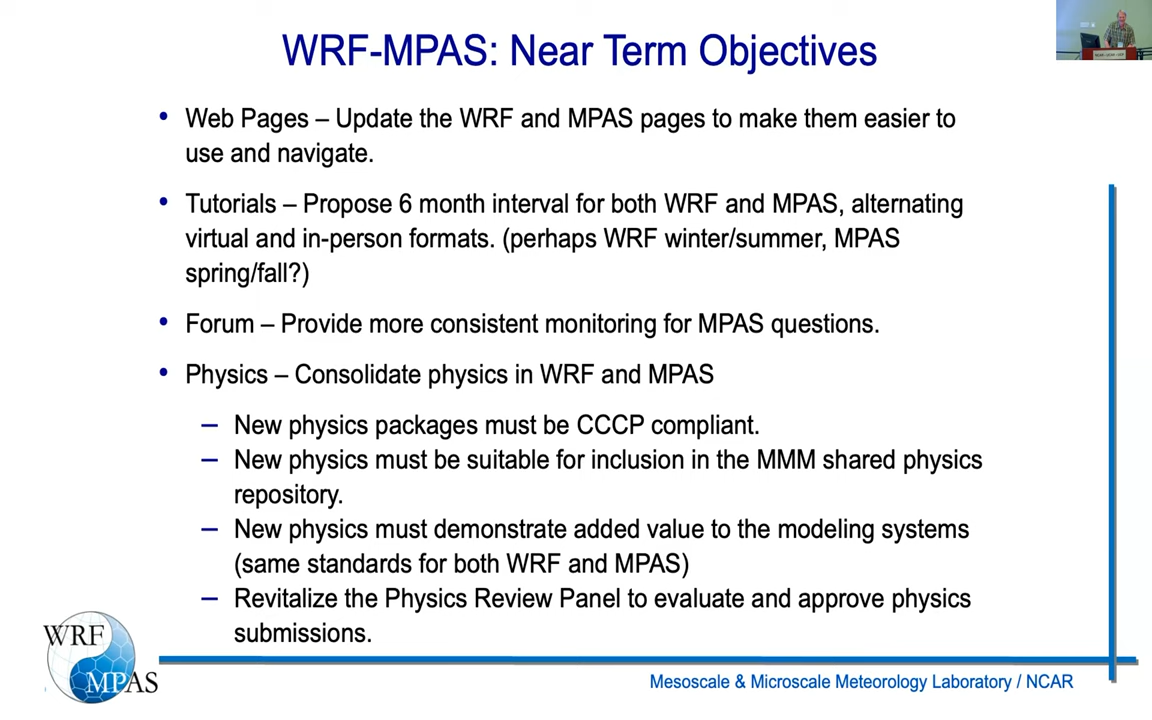 WRF-MPAS: Near Term Objectives
• Web Pages – Update the WRF and MPAS pages to make them easier to
use and navigate.
• Tutorials – Propose 6 month interval for both WRF and MPAS, alternating
virtual and in-person formats. (perhaps WRF winter/summer, MPAS
spring/fall?)
• Forum – Provide more consistent monitoring for MPAS questions.
• Physics – Consolidate physics in WRF and MPAS
– New physics packages must be CCCP compliant.
– New physics must be suitable for inclusion in the MMM shared physics
repository.
– New physics must demonstrate added value to the modeling systems
(same standards for both WRF and MPAS)
– Revitalize the Physics Review Panel to evaluate and approve physics
submissions.
WRF
MPAS
Mesoscale & Microscale Meteorology Laboratory / NCAR